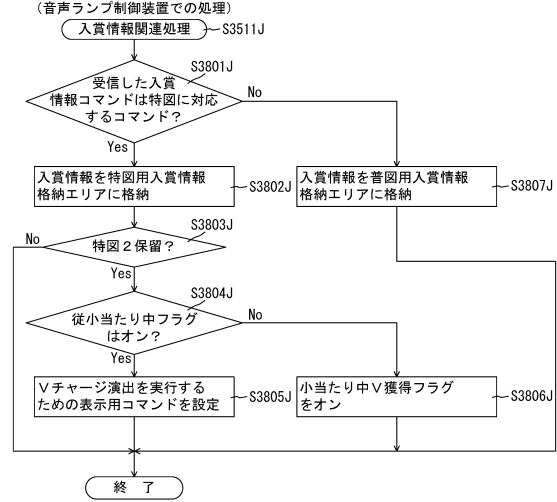 (音声ランプ制御装置での処理)
入賞情報関連処理
S3511J
S3801J
受信した入賞
情報コマンドは特図に対応
するコマンド？
No
Yes
入賞情報を特図用入賞情報
格納エリアに格納
S3802J
入賞情報を普図用入賞情報
格納エリアに格納
S3807J
S3803J
No
特図２保留？
Yes
S3804J
従小当たり中フラグ
はオン？
No
Yes
Ｖチャージ演出を実行する
ための表示用コマンドを設定
S3805J
小当たり中Ｖ獲得フラグ
をオン
S3806J
終　了